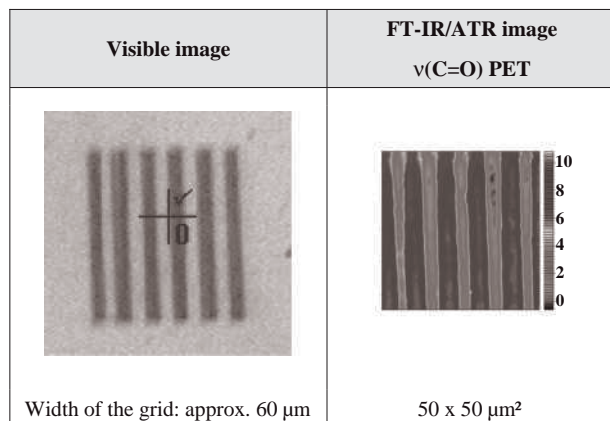 Visible image
FT-IR/ATR image
ν(C=O) PET
0
10
8
6
4
2
0
Width of the grid: approx. 60 µm
50 x 50 µm²